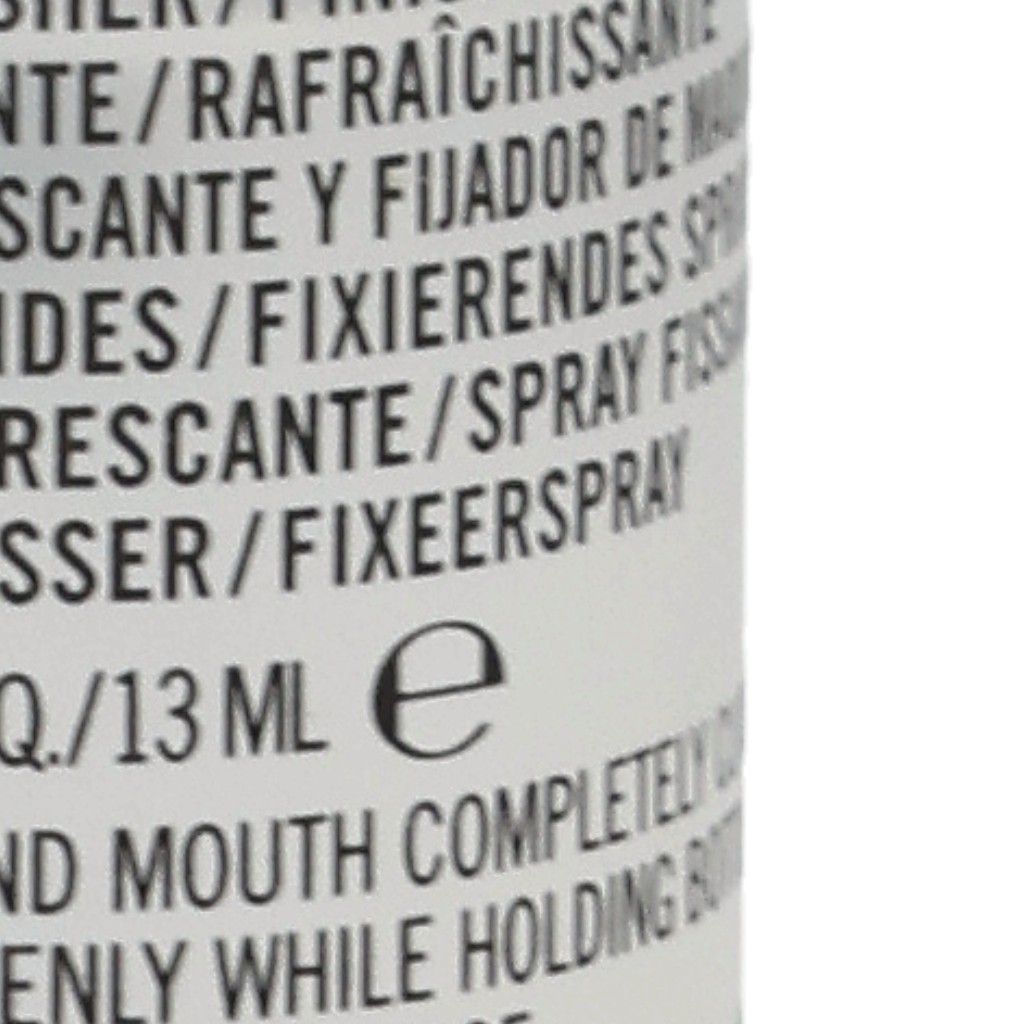 NTE/RAFRAÎCHISSANTE
SCANTE Y FIJADOR DE
IDES/FIXIERENDES
RESCANTE/SPRAY
SSER/FIXEERSPRAY
Q./13 ML ℮
ND MOUTH COMPLETELY
ENLY WHILE HOLDING